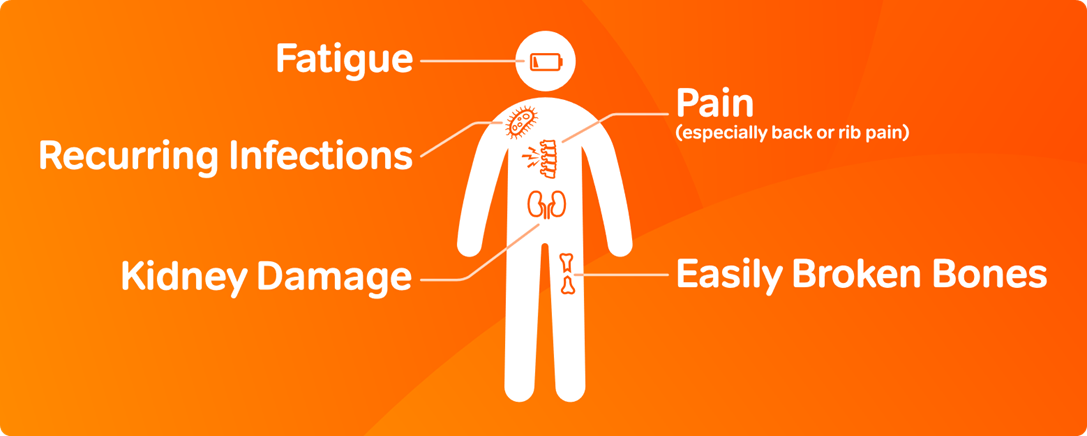 Fatigue
Pain
(especially back or rib pain)
Recurring Infections
Kidney Damage
Easily Broken Bones